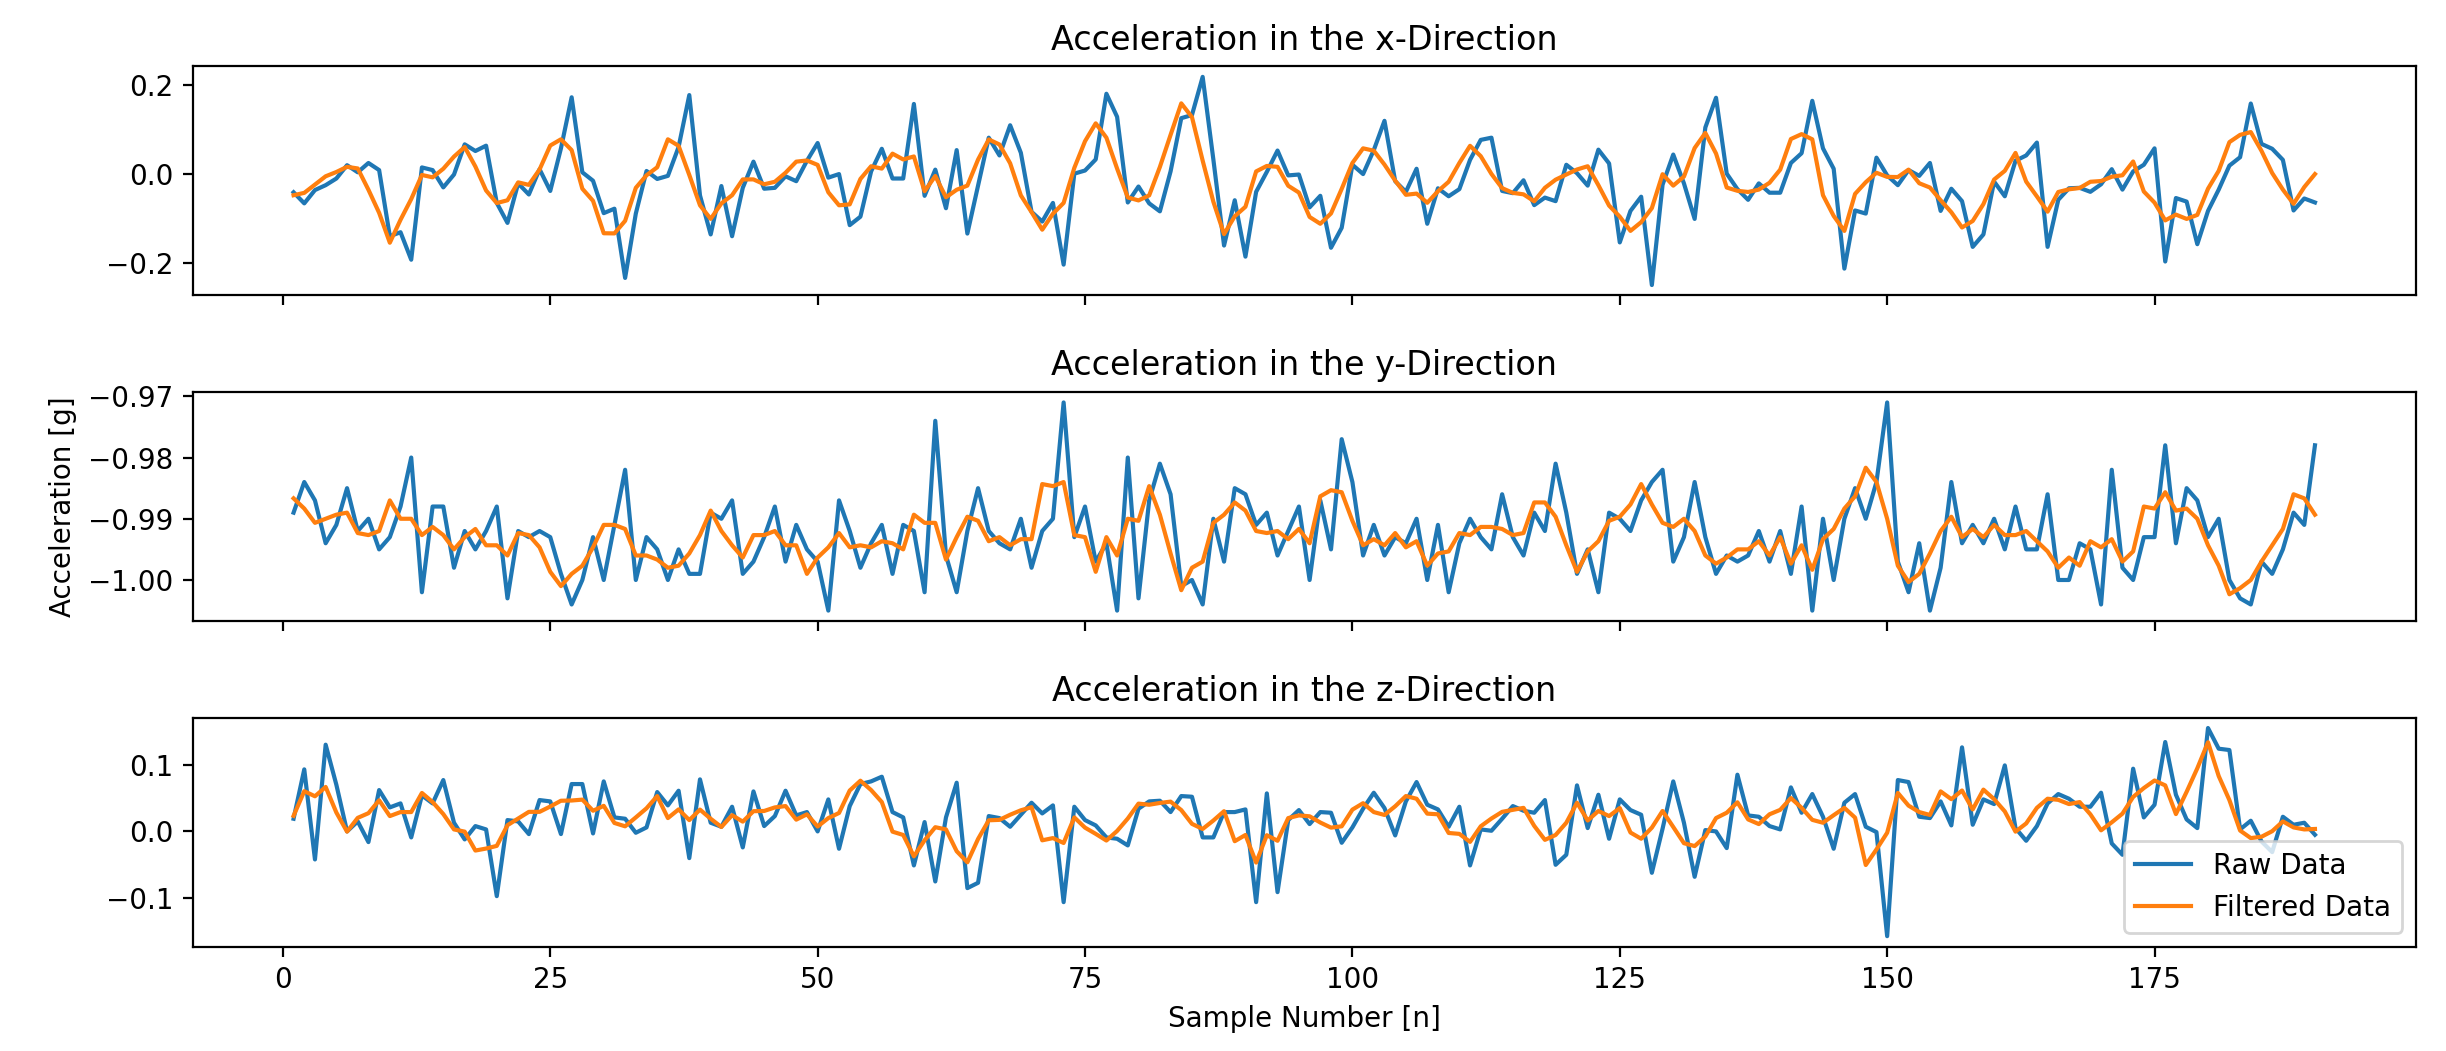 Acceleration in the x-Direction
0.2
0.0
−0.2
Acceleration in the y-Direction
Acceleration [g]
−0.97
−0.98
−0.99
−1.00
Acceleration in the z-Direction
0.1
0.0
−0.1
Raw Data
Filtered Data
0 25 50 75 100 125 150 175
Sample Number [n]